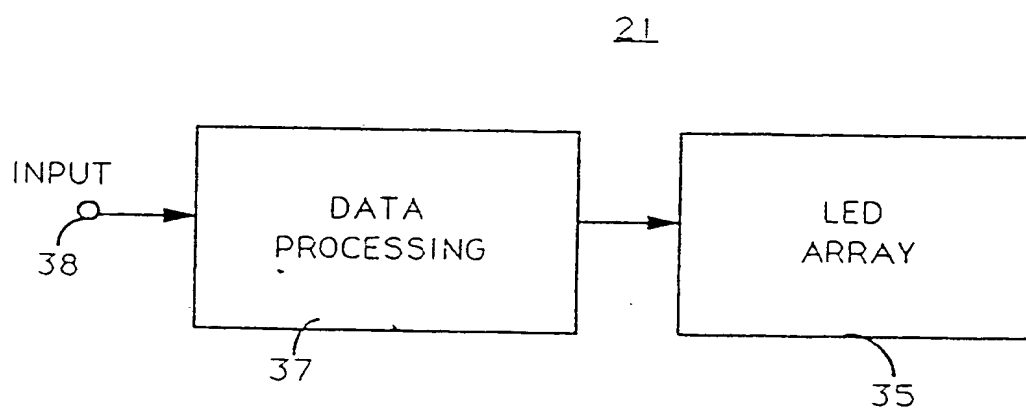 21
INPUT
38
DATA
PROCESSING
37
LED
ARRAY
35